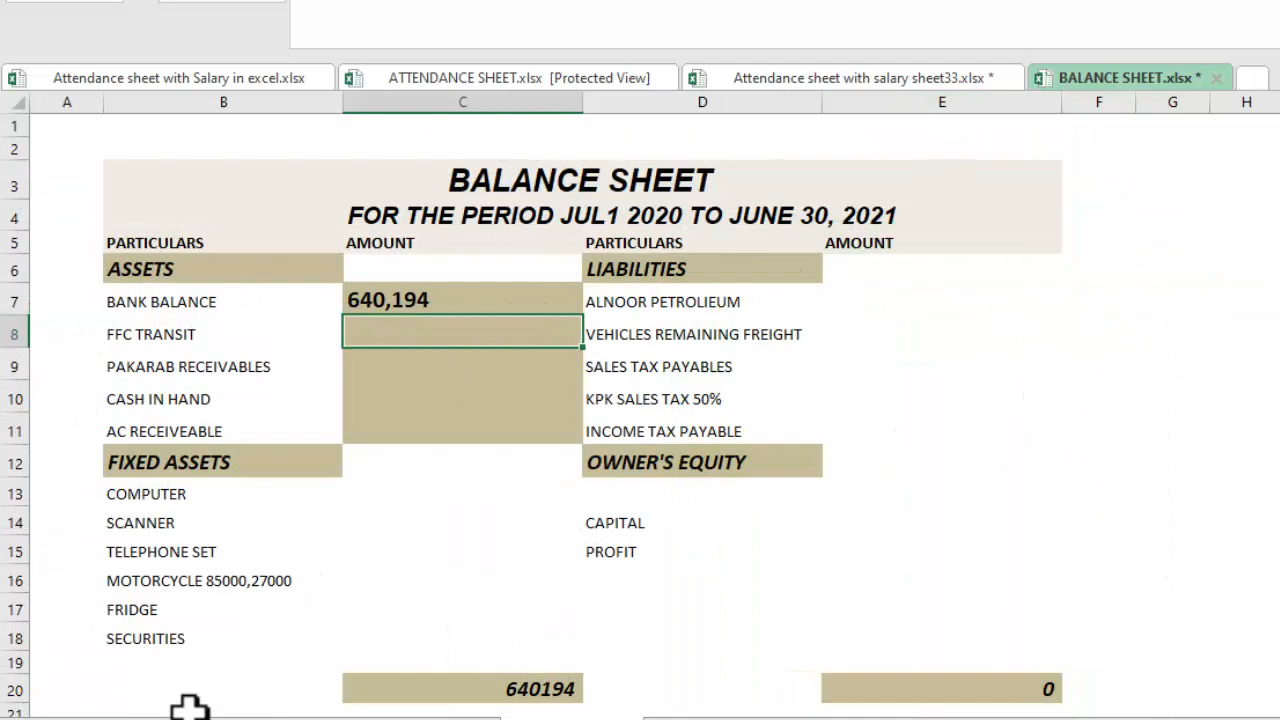 Attendance sheet with Salary in excel.xlsx ATTENDANCE SHEET.xlsx [Protected View] Attendance sheet with salary sheet33.xlsx * BALANCE SHEET.xlsx *
A B C D E F G H
1
2
3 BALANCE SHEET
4 FOR THE PERIOD JUL1 2020 TO JUNE 30, 2021
5 PARTICULARS AMOUNT PARTICULARS AMOUNT
6 ASSETS LIABILITIES
7 BANK BALANCE 640,194 ALNOOR PETROLIEUM
8 FFC TRANSIT VEHICLES REMAINING FREIGHT
9 PAKARAB RECEIVABLES SALES TAX PAYABLES
10 CASH IN HAND KPK SALES TAX 50%
11 AC RECEIVEABLE INCOME TAX PAYABLE
12 FIXED ASSETS OWNER'S EQUITY
13 COMPUTER
14 SCANNER CAPITAL
15 TELEPHONE SET PROFIT
16 MOTORCYCLE 85000,27000
17 FRIDGE
18 SECURITIES
19
20 640194 0
21